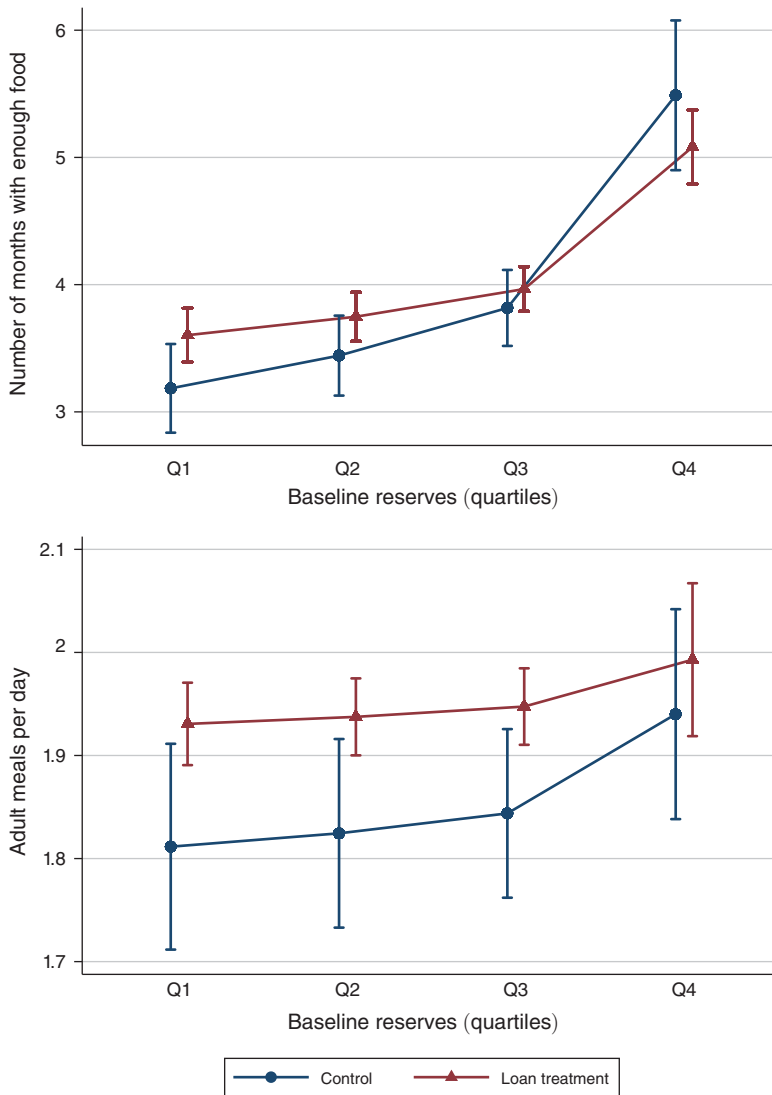 Number of months with enough food
6
5
4
3
Q1 Q2 Q3 Q4
Baseline reserves (quartiles)
Adult meals per day
2.1
2
1.9
1.8
1.7
Q1 Q2 Q3 Q4
Baseline reserves (quartiles)
Control Loan treatment